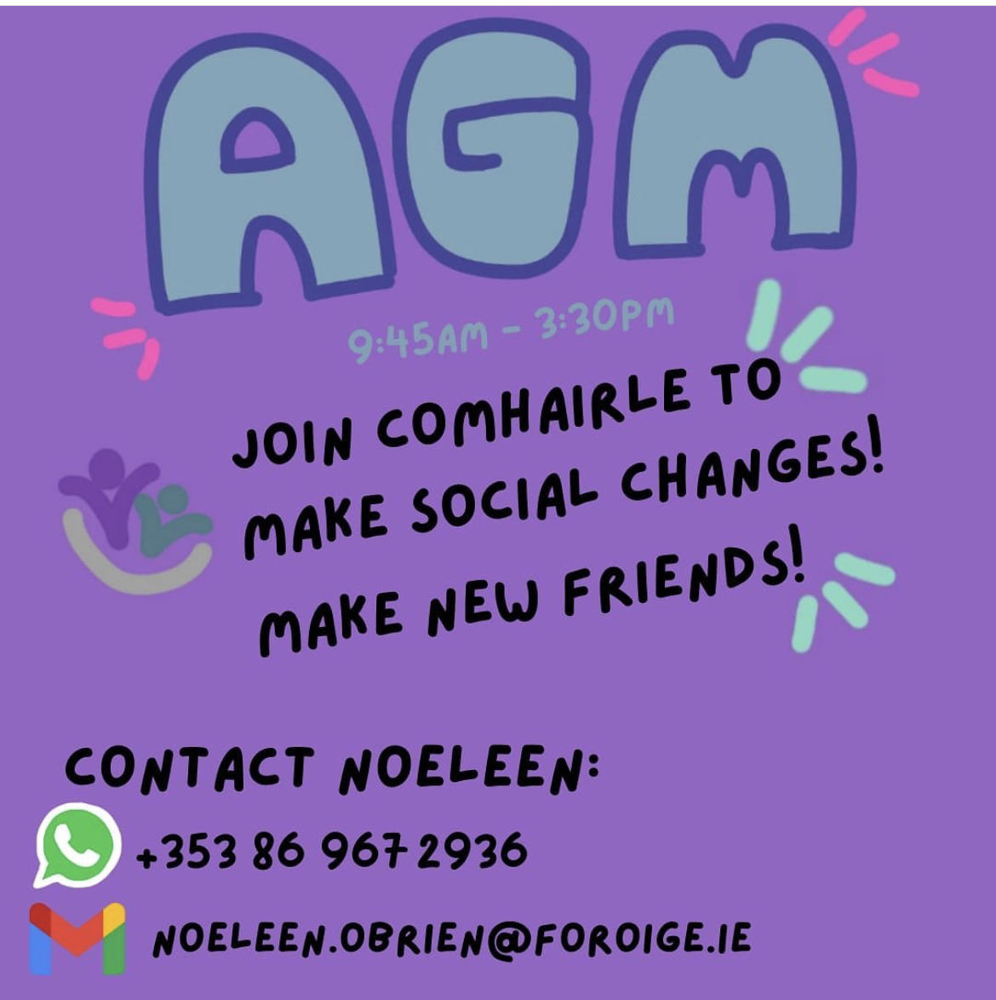 AGM
9:45AM - 3:30PM
JOIN COMHAIRLE TO
MAKE SOCIAL CHANGES!
MAKE NEW FRIENDS!
CONTACT NOELEEN:
+353 86 967 2936
NOELEEN.OBRIEN@FOROIGE.IE